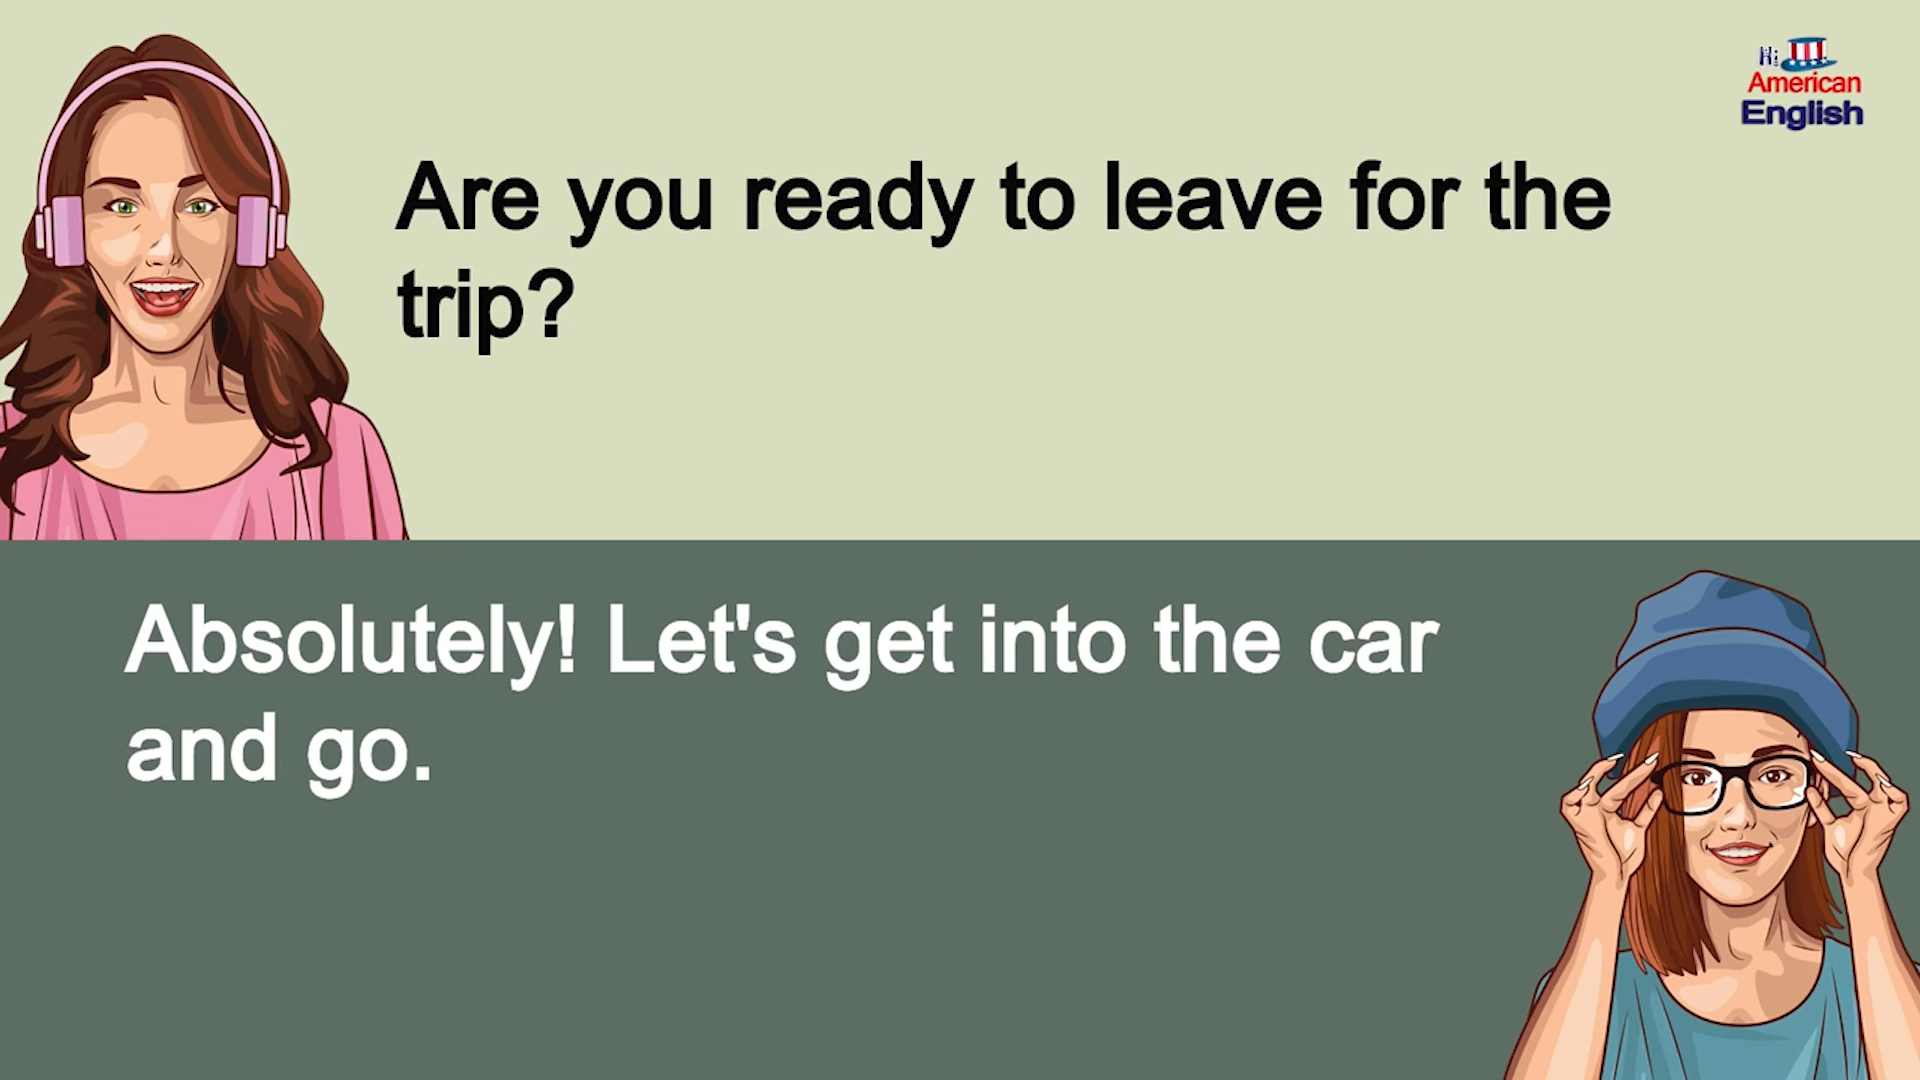 Hi
American
English
Are you ready to leave for the
trip?
Absolutely! Let's get into the car
and go.